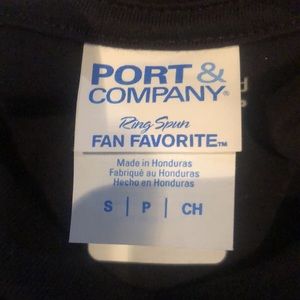 PORT &
COMPANY®
Ring Spun
FAN FAVORITE™
Made in Honduras
Fabriqué au Honduras
Hecho en Honduras
S | P | CH